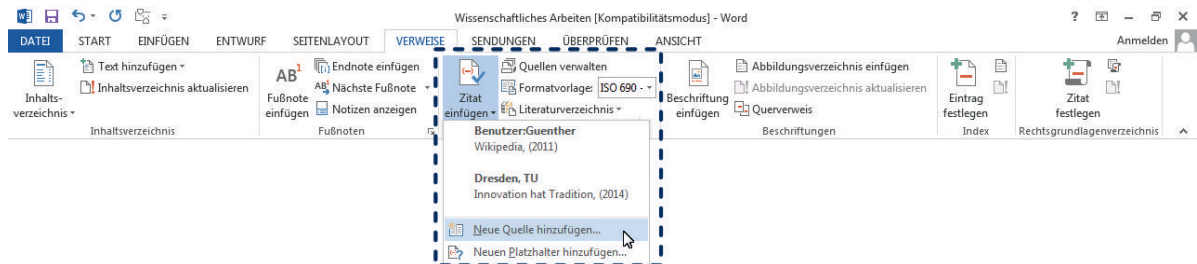 Wissenschaftliches Arbeiten [Kompatibilitätsmodus] - Word
DATEI START EINFÜGEN ENTWURF SEITENLAYOUT VERWEISE SENDUNGEN ÜBERPRÜFEN ANSICHT Anmelden
Inhalts-
verzeichnis
Text hinzufügen
Inhaltsverzeichnis aktualisieren
Inhaltsverzeichnis
AB1
Fußnote
einfügen
Endnote einfügen
Nächste Fußnote
Notizen anzeigen
Fußnoten
Zitat
einfügen
Quellen verwalten
Formatvorlage: ISO 690 -
Literaturverzeichnis
Benutzer:Guenther
Wikipedia, (2011)
Dresden, TU
Innovation hat Tradition, (2014)
Neue Quelle hinzufügen...
Neuen Platzhalter hinzufügen...
Beschriftung
einfügen
Abbildungsverzeichnis einfügen
Abbildungsverzeichnis aktualisieren
Querverweis
Beschriftungen
Eintrag
festlegen
Index
Zitat
festlegen
Rechtsgrundlagenverzeichnis